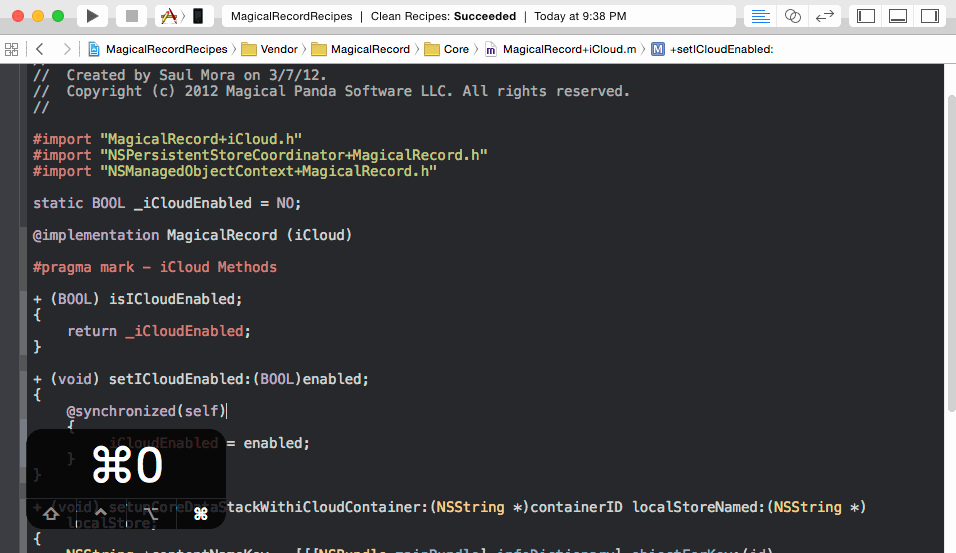 MagicalRecordRecipes | Clean Recipes: Succeeded | Today at 9:38 PM
MagicalRecordRecipes Vendor MagicalRecord Core MagicalRecord+iCloud.m M +setICloudEnabled:
//
// Created by Saul Mora on 3/7/12.
// Copyright (c) 2012 Magical Panda Software LLC. All rights reserved.
//
#import "MagicalRecord+iCloud.h"
#import "NSPersistentStoreCoordinator+MagicalRecord.h"
#import "NSManagedObjectContext+MagicalRecord.h"
static BOOL _iCloudEnabled = NO;
@implementation MagicalRecord (iCloud)
#pragma mark - iCloud Methods
+ (BOOL) isICloudEnabled;
{
return _iCloudEnabled;
}
+ (void) setICloudEnabled:(BOOL)enabled;
{
@synchronized(self)
{
iCloudEnabled = enabled;
}
}
⌘0
⇧ ⌃ ⌥ ⌘
+ (void) setupCoreDataStackWithiCloudContainer:(NSString *)containerID localStoreNamed:(NSString *)
localStore;
{